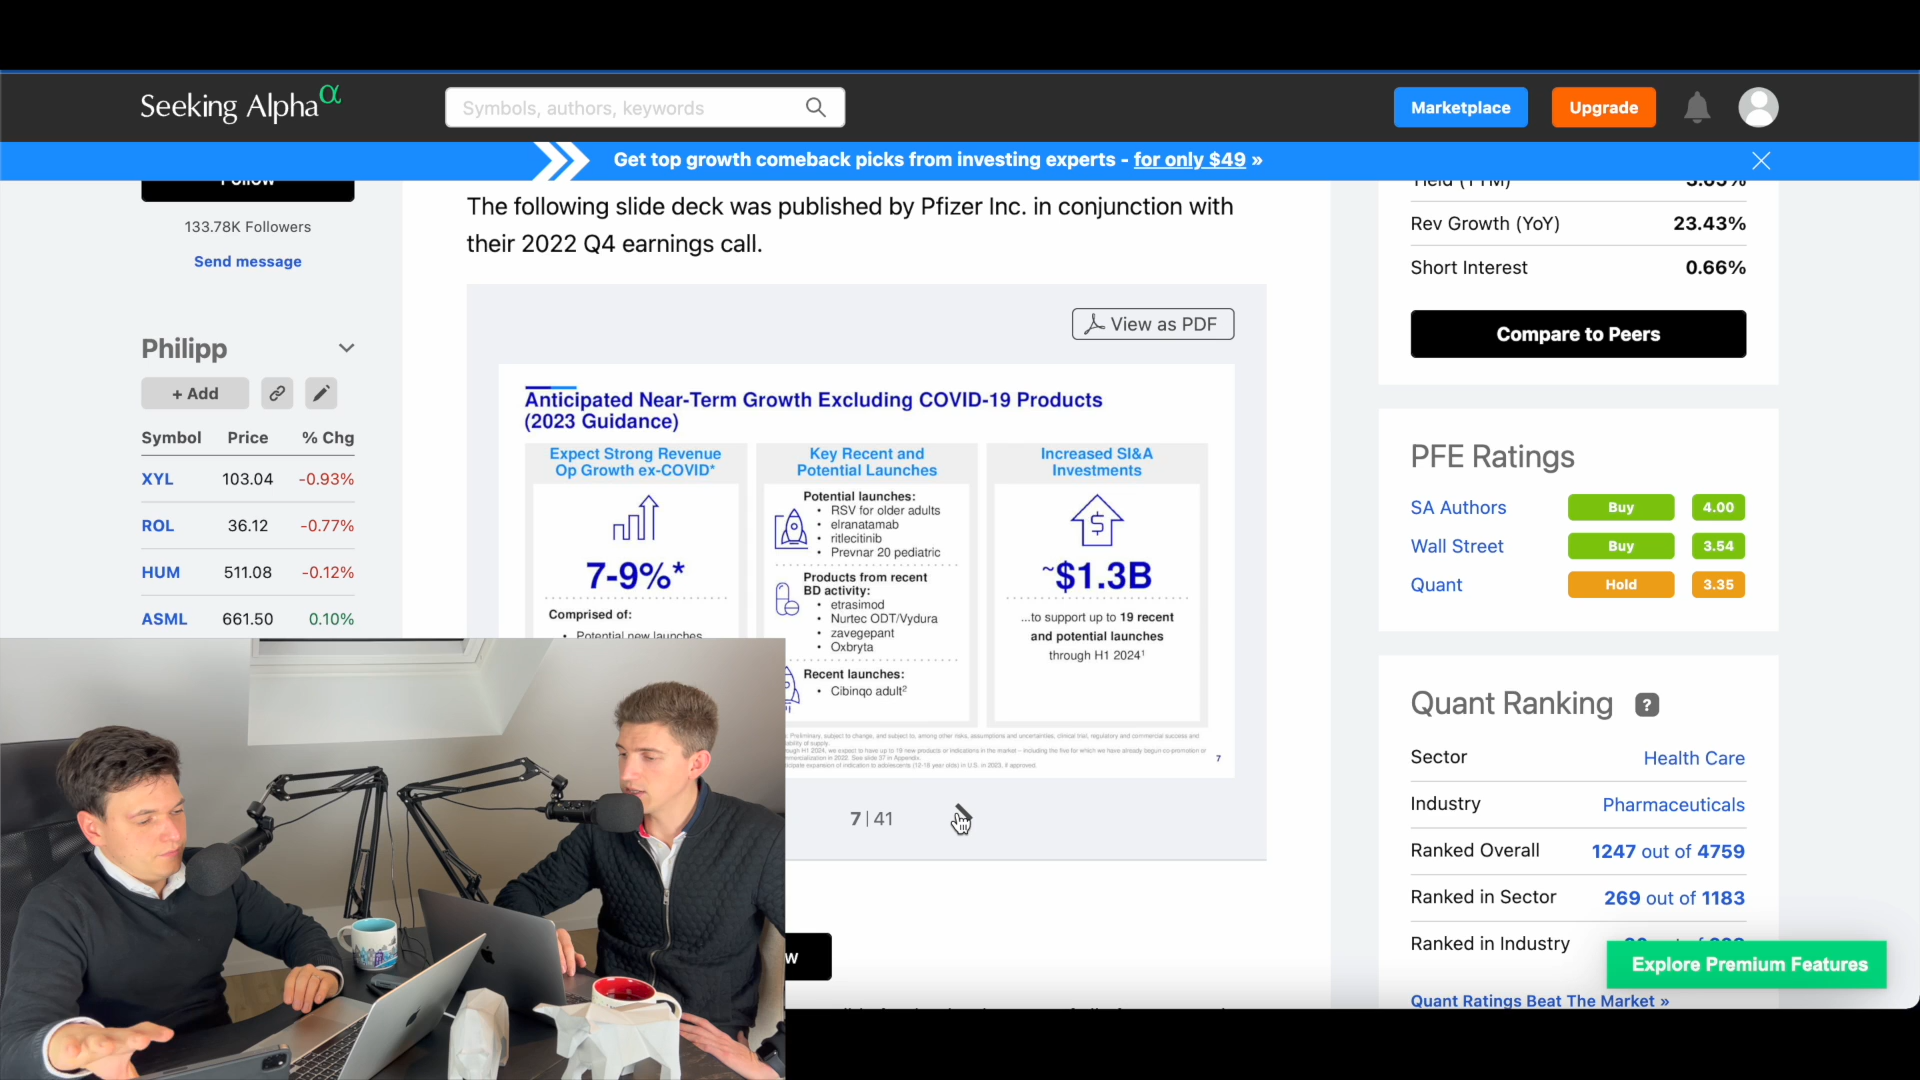 Seeking Alpha α
Symbols, authors, keywords
Marketplace
Upgrade
Get top growth comeback picks from investing experts - for only $49 »
Follow
133.78K Followers
Send message
Philipp
+ Add
Symbol Price % Chg
XYL 103.04 -0.93%
ROL 36.12 -0.77%
HUM 511.08 -0.12%
ASML 661.50 0.10%
The following slide deck was published by Pfizer Inc. in conjunction with
their 2022 Q4 earnings call.
View as PDF
Anticipated Near-Term Growth Excluding COVID-19 Products
(2023 Guidance)
Expect Strong Revenue
Op Growth ex-COVID*
7-9%*
Comprised of:
• Potential new launches
Key Recent and
Potential Launches
Potential launches:
• RSV for older adults
• elranatamab
• ritlecitinib
• Prevnar 20 pediatric
Products from recent
BD activity:
• etrasimod
• Nurtec ODT/Vydura
• zavegepant
• Oxbryta
Recent launches:
• Cibinqo adult²
Increased SI&A
Investments
~$1.3B
...to support up to 19 recent
and potential launches
through H1 2024¹
7
7 | 41
Yield (TTM)
Rev Growth (YoY) 23.43%
Short Interest 0.66%
Compare to Peers
PFE Ratings
SA Authors Buy 4.00
Wall Street Buy 3.54
Quant Hold 3.35
Quant Ranking ?
Sector Health Care
Industry Pharmaceuticals
Ranked Overall 1247 out of 4759
Ranked in Sector 269 out of 1183
Ranked in Industry
Explore Premium Features
Quant Ratings Beat The Market »